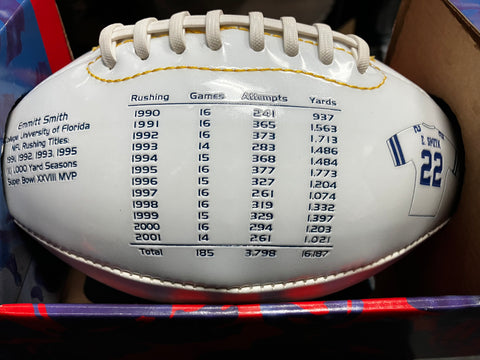 Emmitt Smith
College University of Florida
NFL Rushing Titles:
1991, 1992, 1993, 1995
1,000 Yard Seasons
Super Bowl XXVIII MVP
Rushing Games Attempts Yards
1990 16 241 937
1991 16 365 1,563
1992 16 373 1,713
1993 14 283 1,486
1994 15 368 1,484
1995 16 377 1,773
1996 15 327 1,204
1997 16 261 1,074
1998 16 319 1,332
1999 15 329 1,397
2000 16 294 1,203
2001 14 261 1,021
Total 185 3,798 16,187
E. SMITH
22